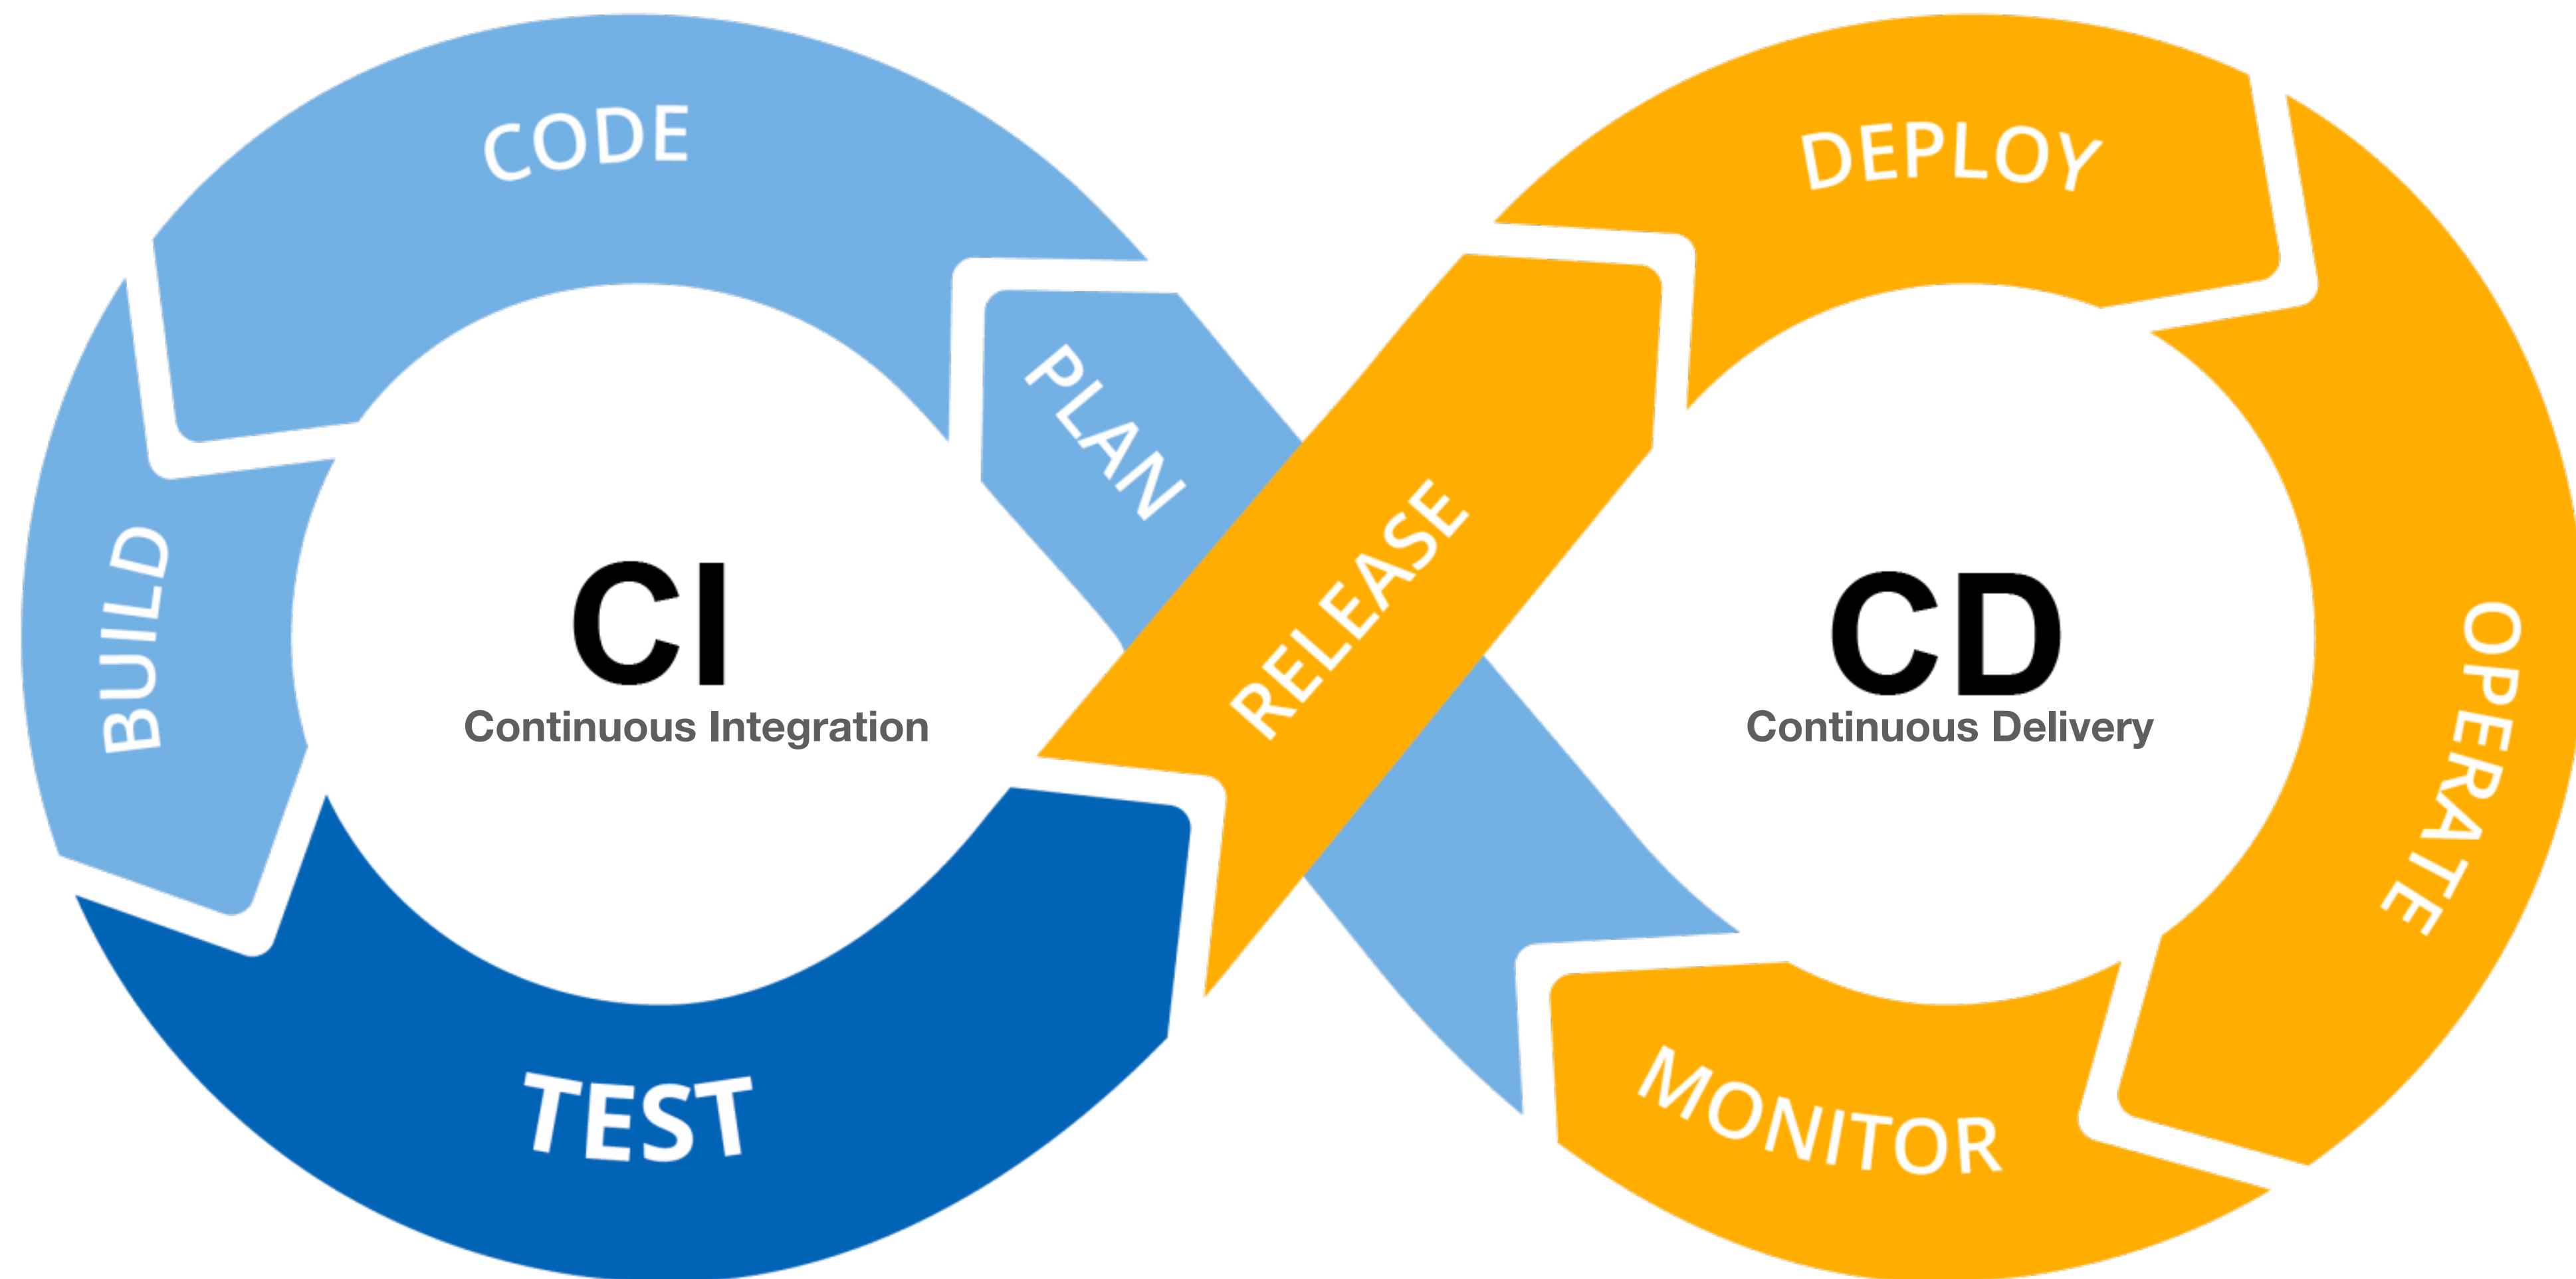 CODE
DEPLOY
PLAN
BUILD
RELEASE
CI
Continuous Integration
CD
Continuous Delivery
OPERATE
TEST
MONITOR